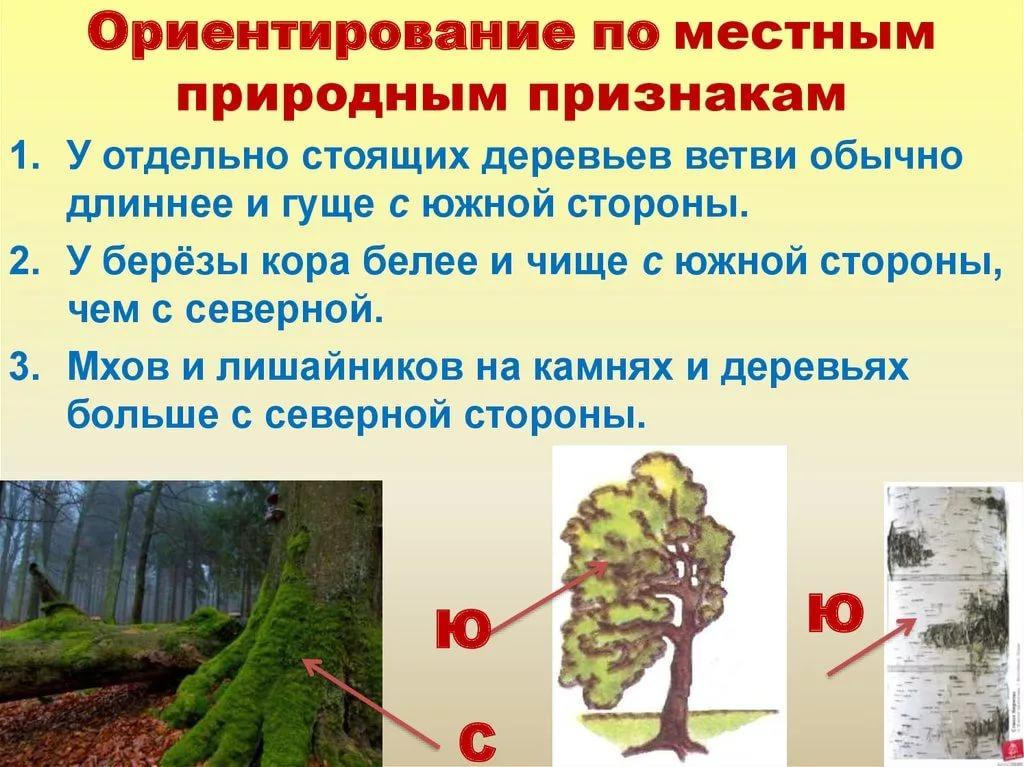 Ориентирование по местным
природным признакам
1. У отдельно стоящих деревьев ветви обычно
длиннее и гуще с южной стороны.
2. У берёзы кора белее и чище с южной стороны,
чем с северной.
3. Мхов и лишайников на камнях и деревьях
больше с северной стороны.
Ю
Ю
С